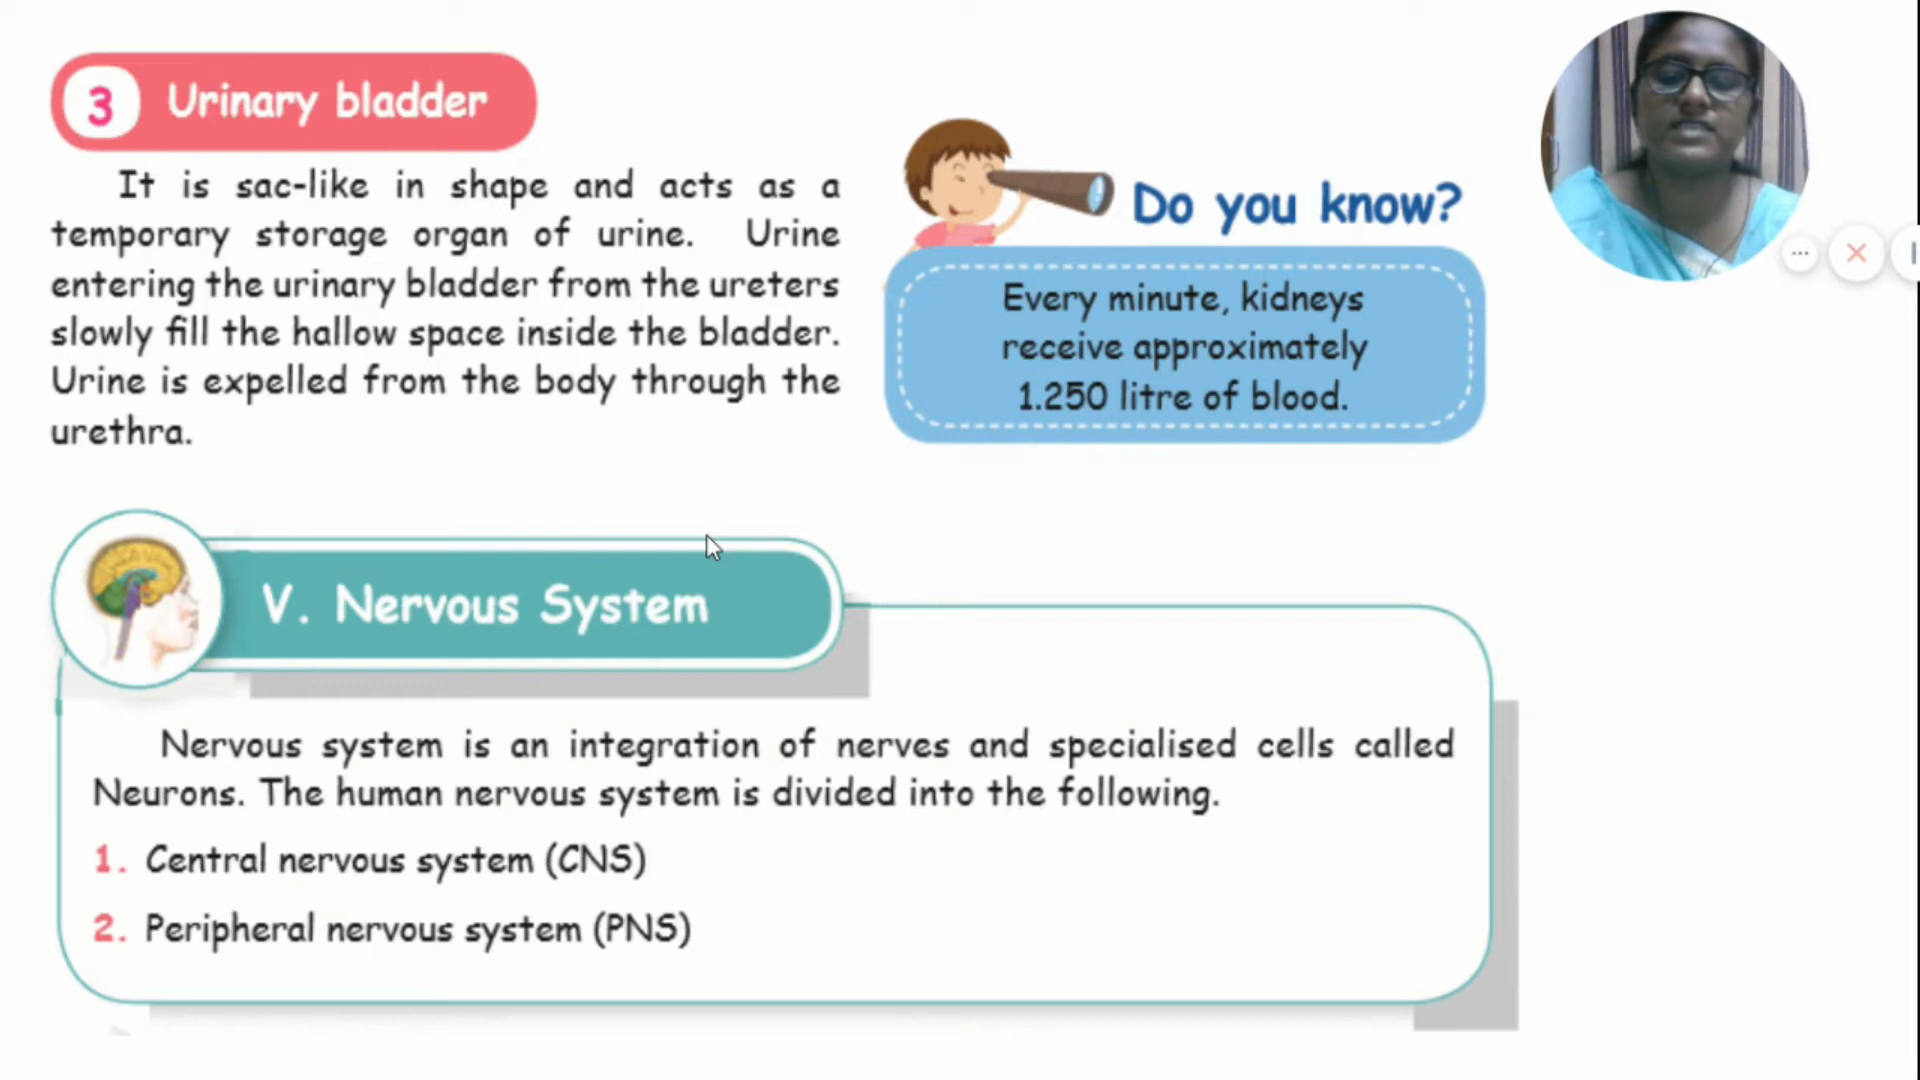 3 Urinary bladder
It is sac-like in shape and acts as a
temporary storage organ of urine. Urine
entering the urinary bladder from the ureters
slowly fill the hallow space inside the bladder.
Urine is expelled from the body through the
urethra.
Do you know?
Every minute, kidneys
receive approximately
1.250 litre of blood.
V. Nervous System
Nervous system is an integration of nerves and specialised cells called
Neurons. The human nervous system is divided into the following.
1. Central nervous system (CNS)
2. Peripheral nervous system (PNS)